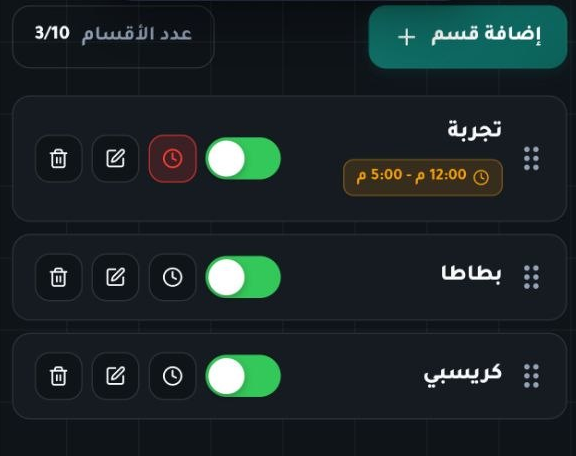 إضافة قسم +
عدد الأقسام 3/10
تجربة
12:00 م - 5:00 م
بطاطا
كريسبي